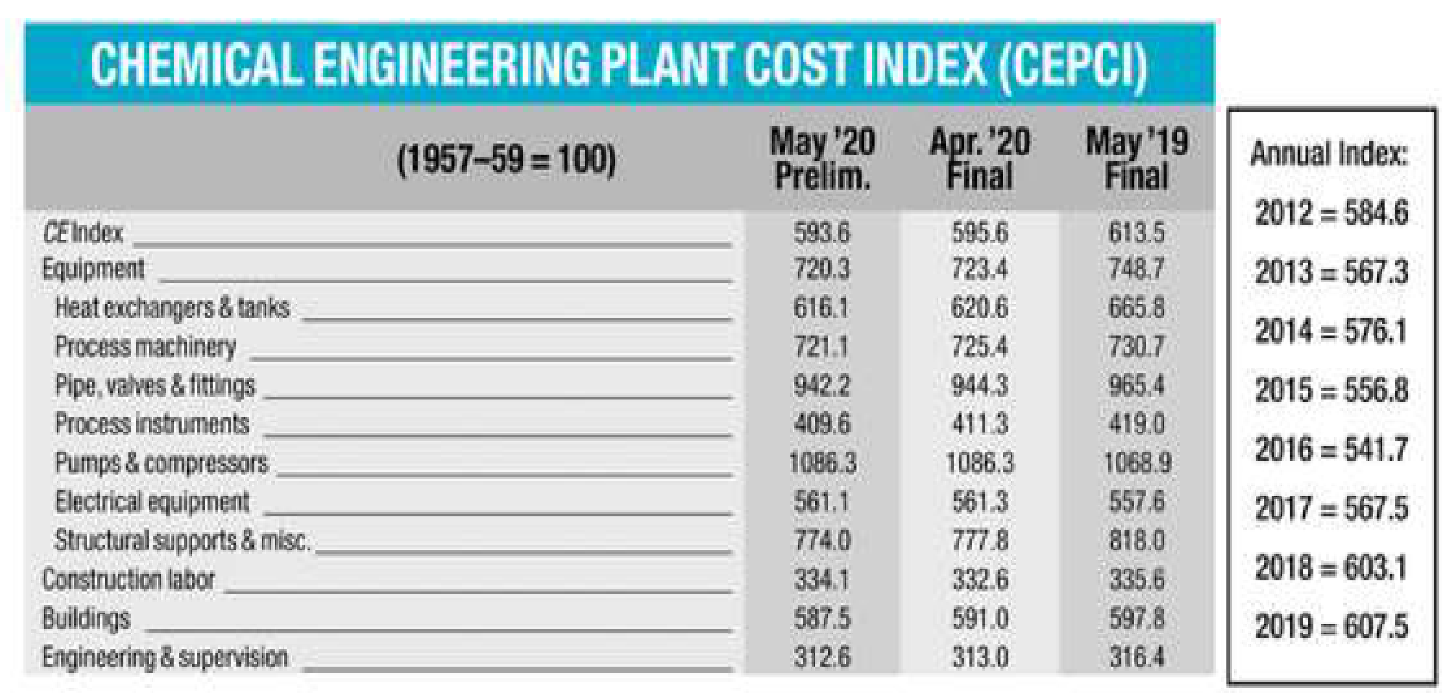 CHEMICAL ENGINEERING PLANT COST INDEX (CEPCI)
(1957–59 = 100) May '20 Prelim. Apr. '20 Final May '19 Final
CE Index 593.6 595.6 613.5
Equipment 720.3 723.4 748.7
Heat exchangers & tanks 616.1 620.6 665.8
Process machinery 721.1 725.4 730.7
Pipe, valves & fittings 942.2 944.3 965.4
Process instruments 409.6 411.3 419.0
Pumps & compressors 1086.3 1086.3 1068.9
Electrical equipment 561.1 561.3 557.6
Structural supports & misc. 774.0 777.8 818.0
Construction labor 334.1 332.6 335.6
Buildings 587.5 591.0 597.8
Engineering & supervision 312.6 313.0 316.4
Annual Index:
2012 = 584.6
2013 = 567.3
2014 = 576.1
2015 = 556.8
2016 = 541.7
2017 = 567.5
2018 = 603.1
2019 = 607.5